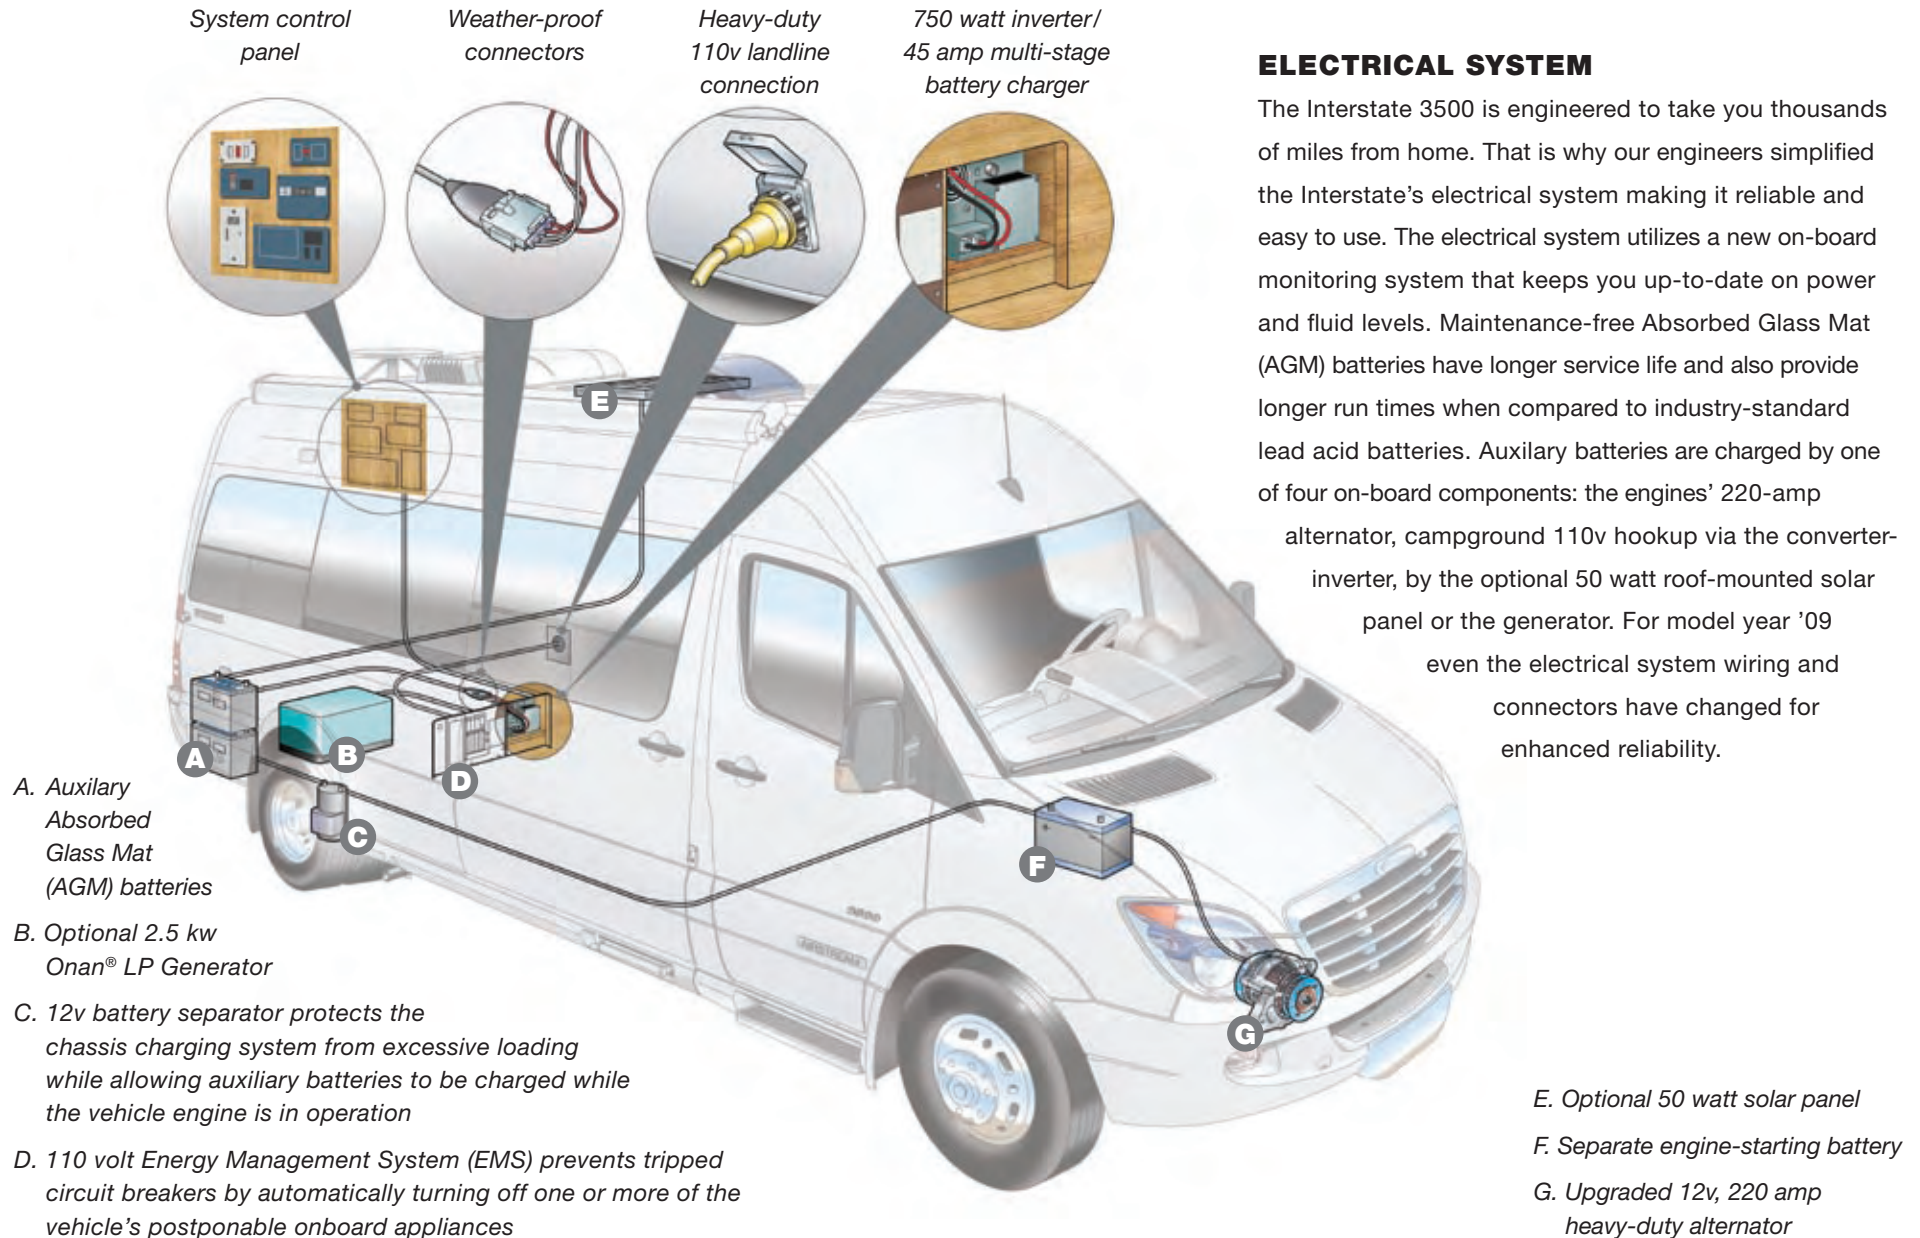 System control
panel
Weather-proof
connectors
Heavy-duty
110v landline
connection
750 watt inverter/
45 amp multi-stage
battery charger
ELECTRICAL SYSTEM
The Interstate 3500 is engineered to take you thousands
of miles from home. That is why our engineers simplified
the Interstate's electrical system making it reliable and
easy to use. The electrical system utilizes a new on-board
monitoring system that keeps you up-to-date on power
and fluid levels. Maintenance-free Absorbed Glass Mat
(AGM) batteries have longer service life and also provide
longer run times when compared to industry-standard
lead acid batteries. Auxilary batteries are charged by one
of four on-board components: the engines' 220-amp
alternator, campground 110v hookup via the converter-
inverter, by the optional 50 watt roof-mounted solar
panel or the generator. For model year '09
even the electrical system wiring and
connectors have changed for
enhanced reliability.
E
A
B
D
C
F
G
AIRSTREAM
A. Auxilary
Absorbed
Glass Mat
(AGM) batteries
B. Optional 2.5 kw
Onan® LP Generator
C. 12v battery separator protects the
chassis charging system from excessive loading
while allowing auxiliary batteries to be charged while
the vehicle engine is in operation
D. 110 volt Energy Management System (EMS) prevents tripped
circuit breakers by automatically turning off one or more of the
vehicle's postponable onboard appliances
E. Optional 50 watt solar panel
F. Separate engine-starting battery
G. Upgraded 12v, 220 amp
heavy-duty alternator